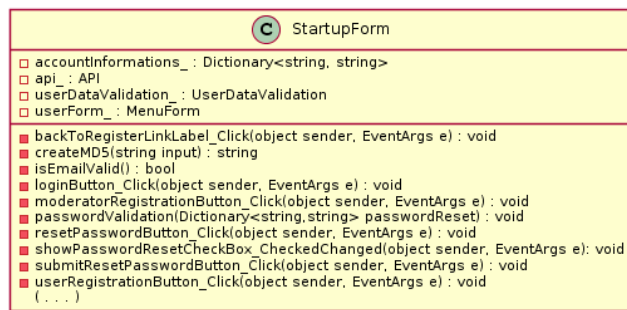 C StartupForm
accountInformations_ : Dictionary<string, string>
api_ : API
userDataValidation_ : UserDataValidation
userForm_ : MenuForm
backToRegisterLinkLabel_Click(object sender, EventArgs e) : void
createMD5(string input) : string
isEmailValid() : bool
loginButton_Click(object sender, EventArgs e) : void
moderatorRegistrationButton_Click(object sender, EventArgs e) : void
passwordValidation(Dictionary<string,string> passwordReset) : void
resetPasswordButton_Click(object sender, EventArgs e) : void
showPasswordResetCheckBox_CheckedChanged(object sender, EventArgs e): void
submitResetPasswordButton_Click(object sender, EventArgs e) : void
userRegistrationButton_Click(object sender, EventArgs e) : void
( . . . )